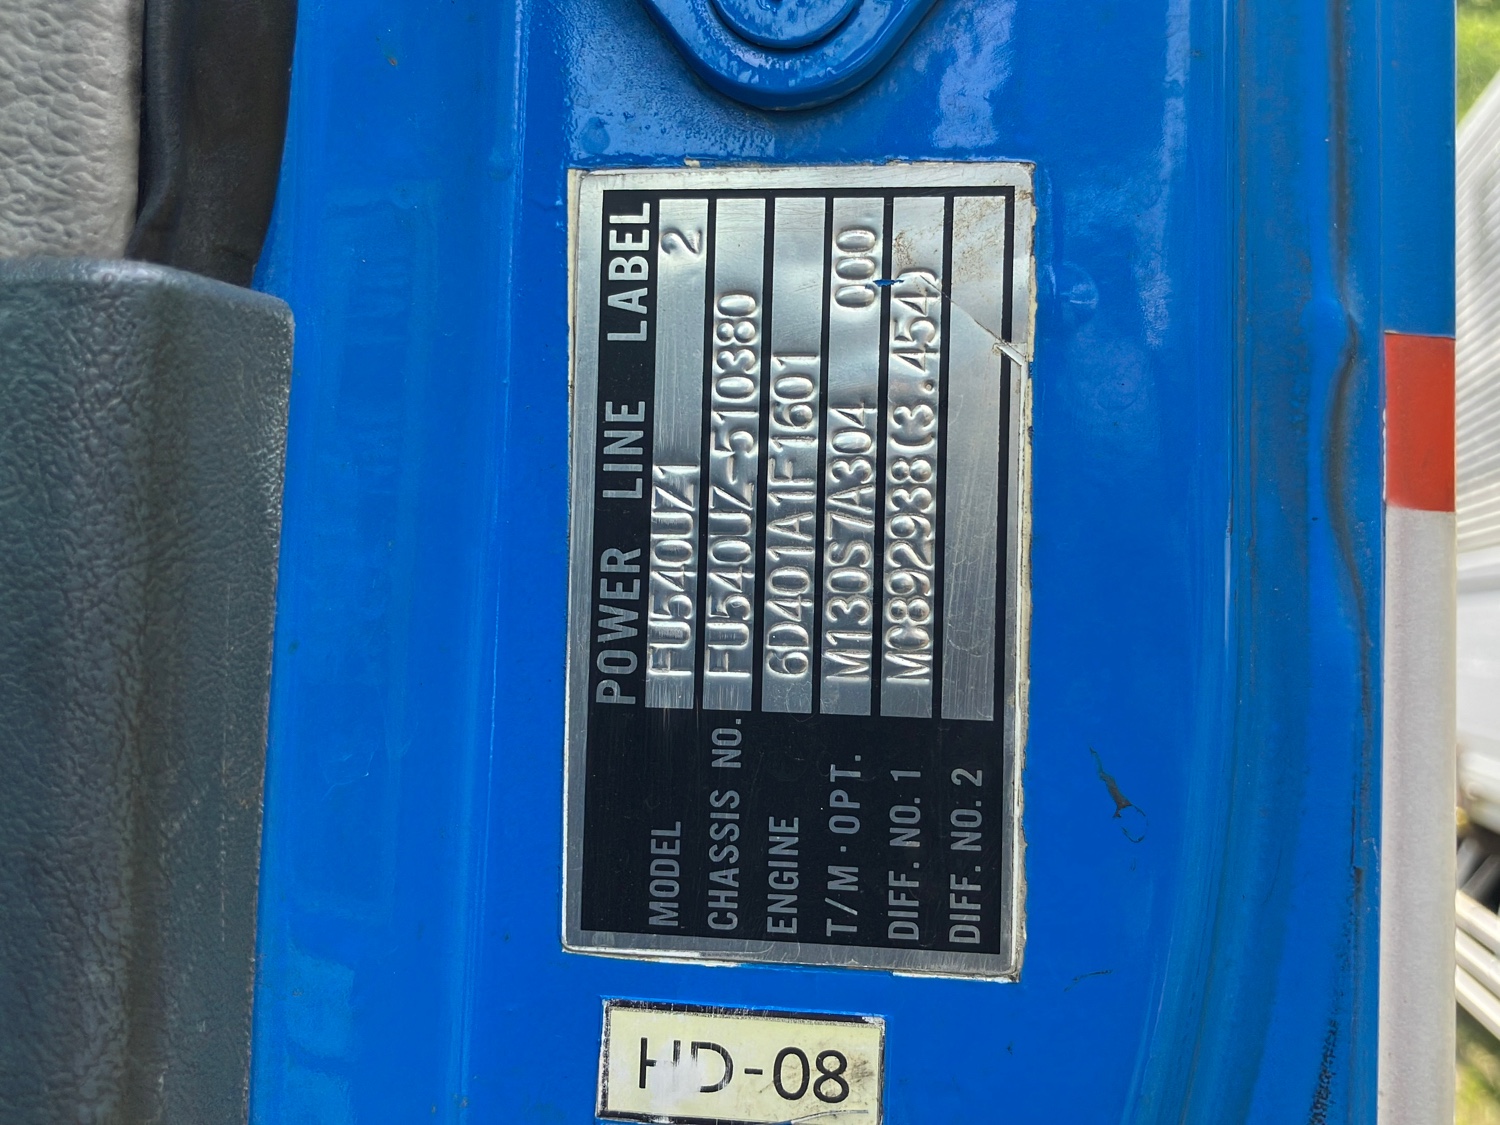 POWER LINE LABEL
MODEL FU540UZ1 2
CHASSIS NO. FU540UZ-510380
ENGINE 6D401A1F1601
T/M·OPT. M130S7A304 000
DIFF. NO. 1 MC892938(3.454)
DIFF. NO. 2
HD-08